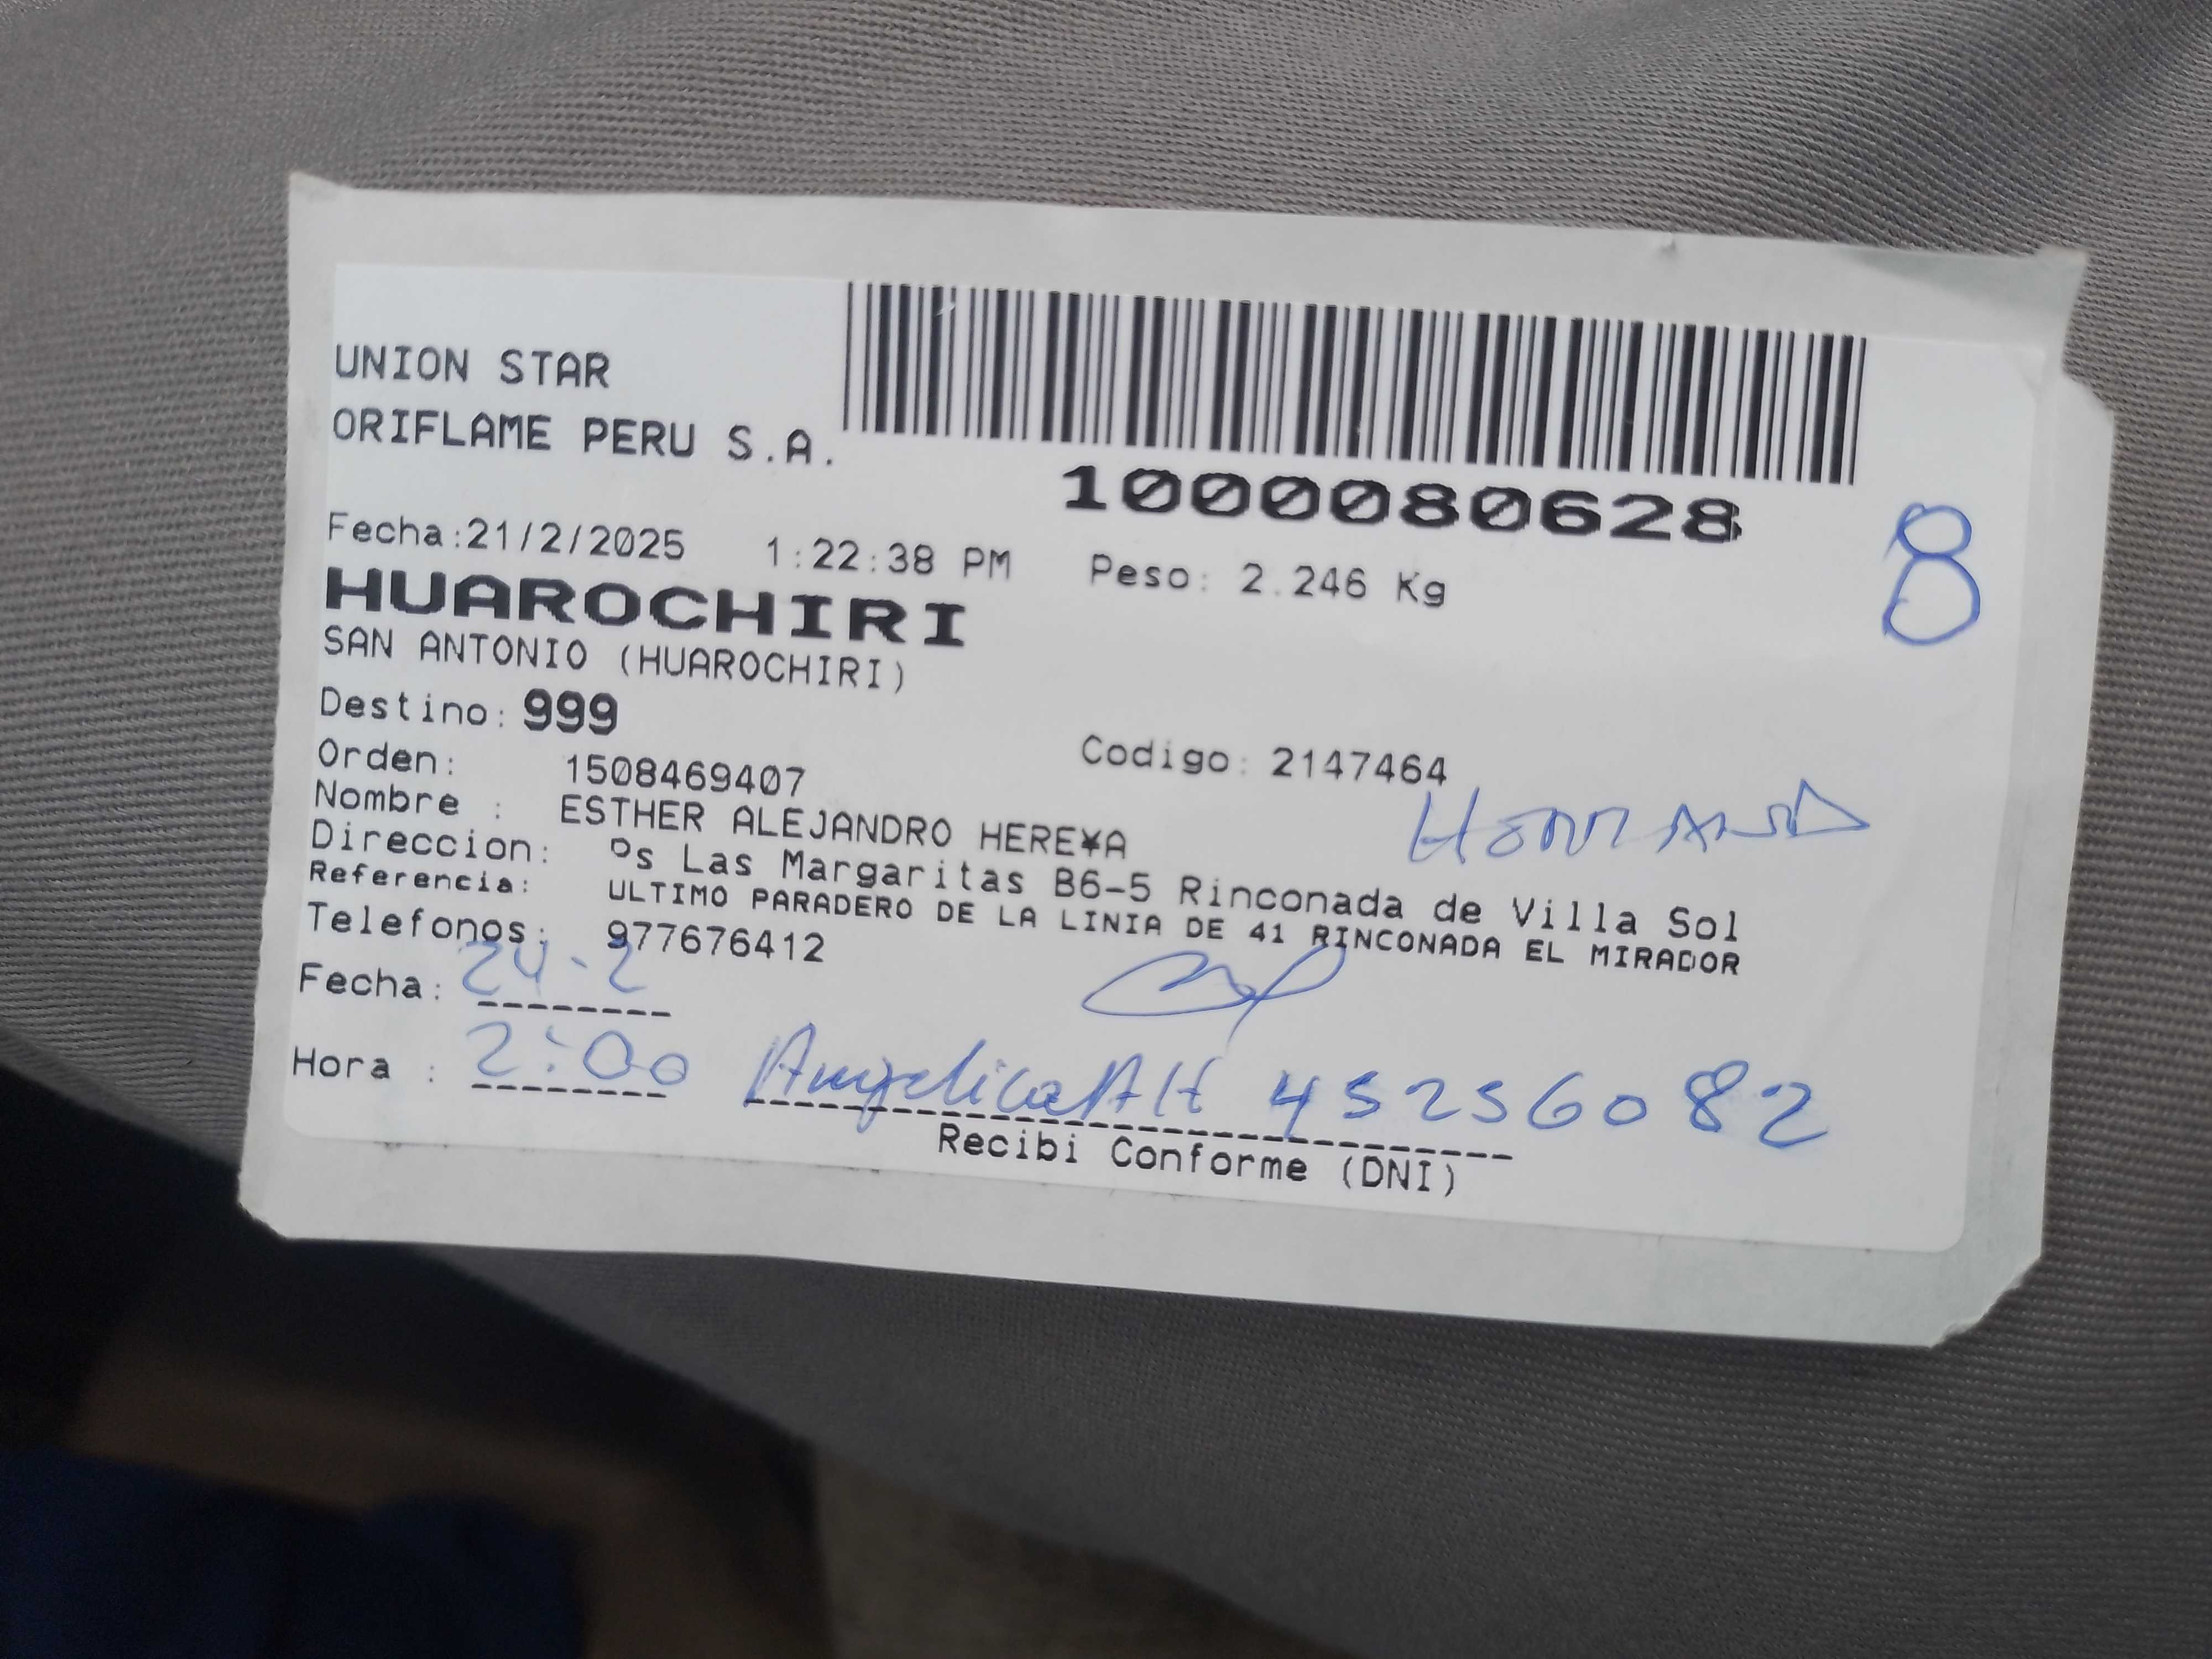 UNION STAR
ORIFLAME PERU S.A.
1000080628
8
Fecha:21/2/2025 1:22:38 PM Peso: 2.246 Kg
HUAROCHIRI
SAN ANTONIO (HUAROCHIRI)
Destino: 999
Orden: 1508469407 Codigo: 2147464
Nombre : ESTHER ALEJANDRO HERE¥A
Direccion: ºs Las Margaritas B6-5 Rinconada de Villa Sol
Referencia: ULTIMO PARADERO DE LA LINIA DE 41 RINCONADA EL MIRADOR
Telefonos: 977676412
Fecha: 24-2
Hora : 2:00 Angelica AH 45256082
Recibi Conforme (DNI)